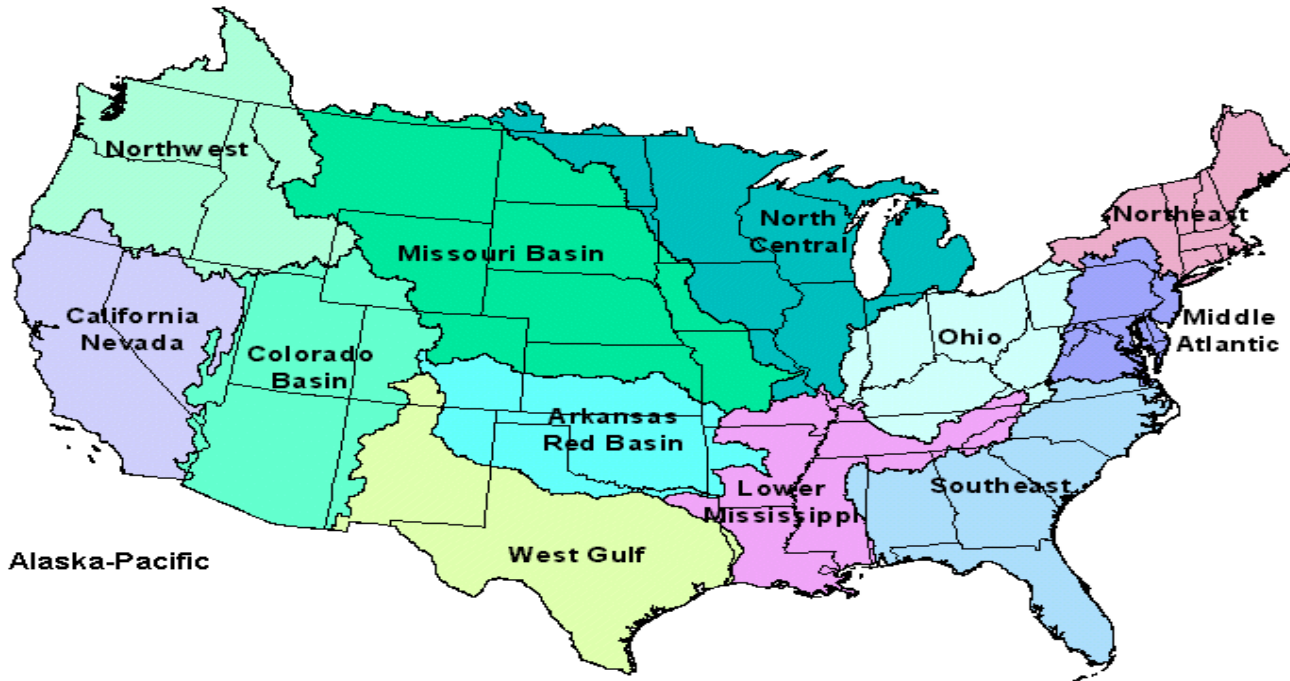 Northwest
Missouri Basin
North
Central
Northeast
California
Nevada
Colorado
Basin
Ohio
Middle
Atlantic
Arkansas
Red Basin
Lower
Mississippi
Southeast
West Gulf
Alaska-Pacific